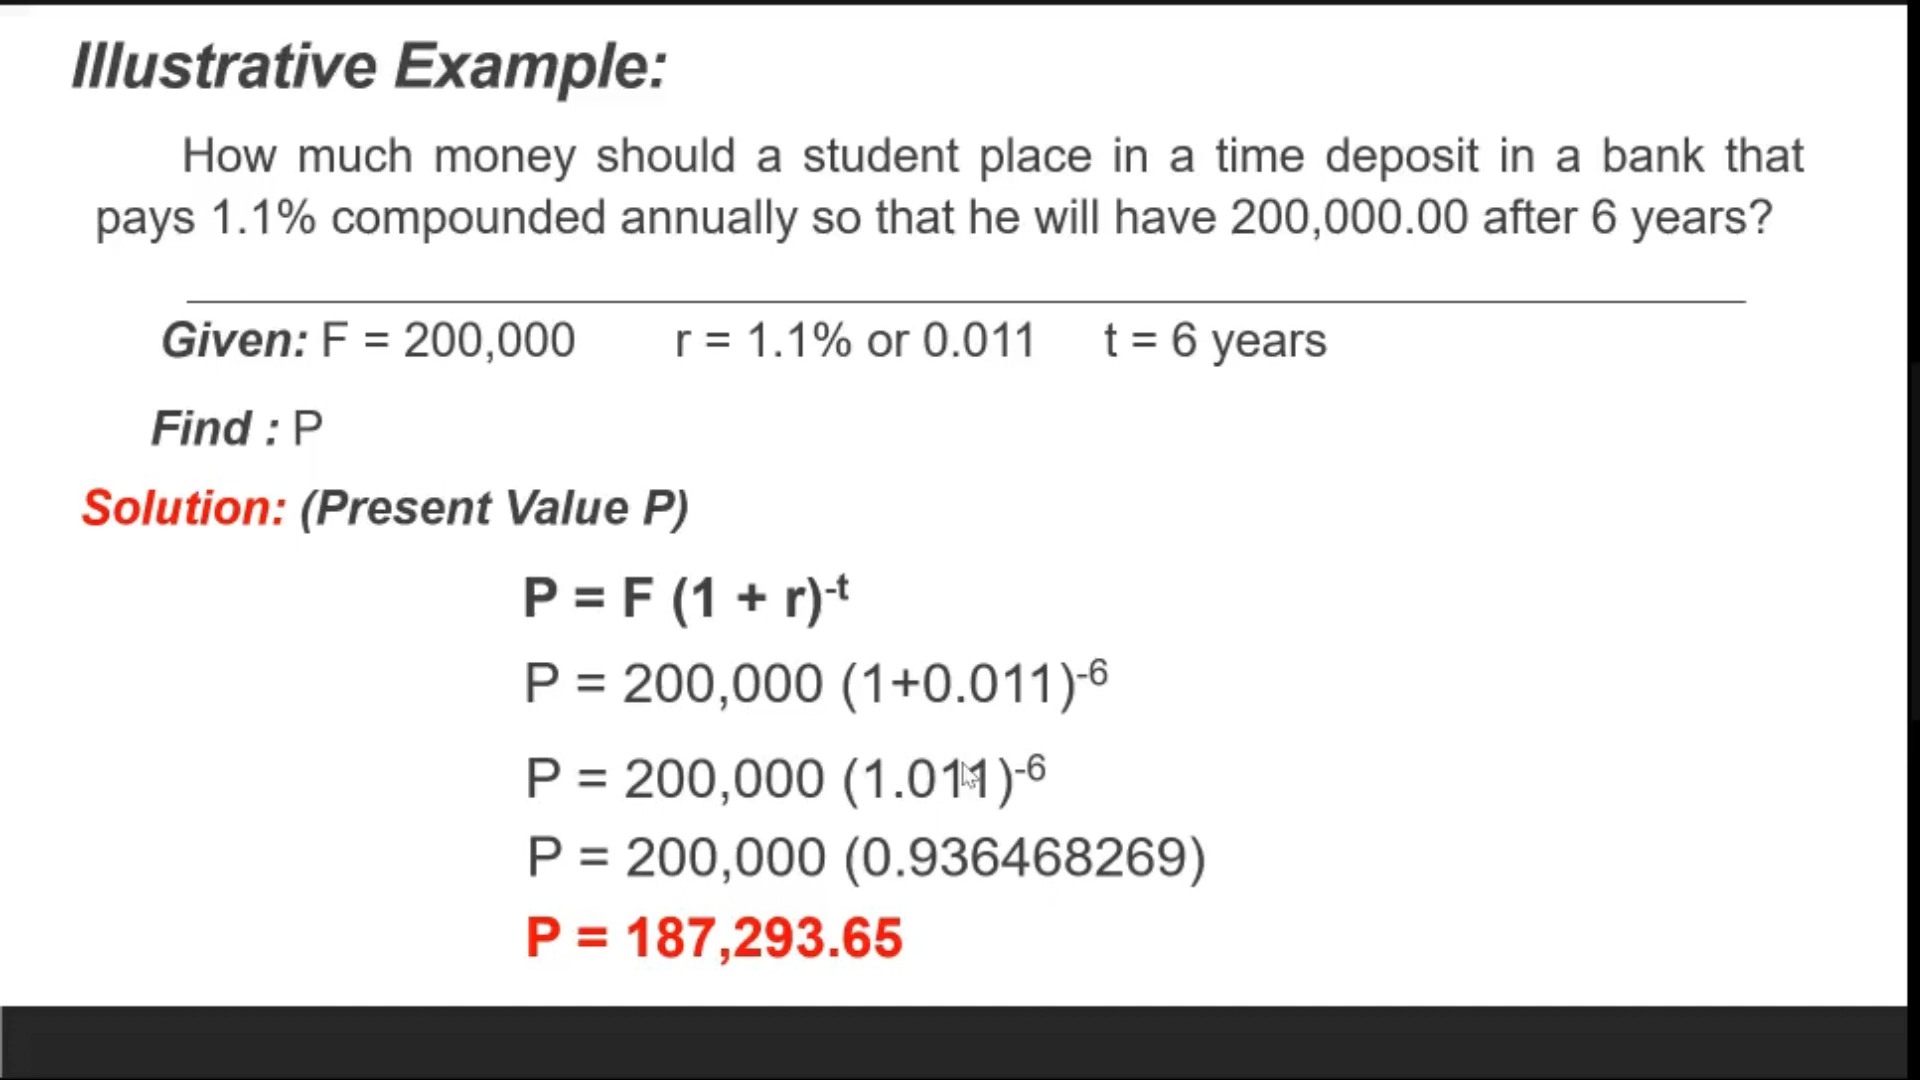 Illustrative Example:
How much money should a student place in a time deposit in a bank that
pays 1.1% compounded annually so that he will have 200,000.00 after 6 years?
Given: F = 200,000 r = 1.1% or 0.011 t = 6 years
Find : P
Solution: (Present Value P)
P = F (1 + r)⁻ᵗ
P = 200,000 (1+0.011)⁻⁶
P = 200,000 (1.011)⁻⁶
P = 200,000 (0.936468269)
P = 187,293.65